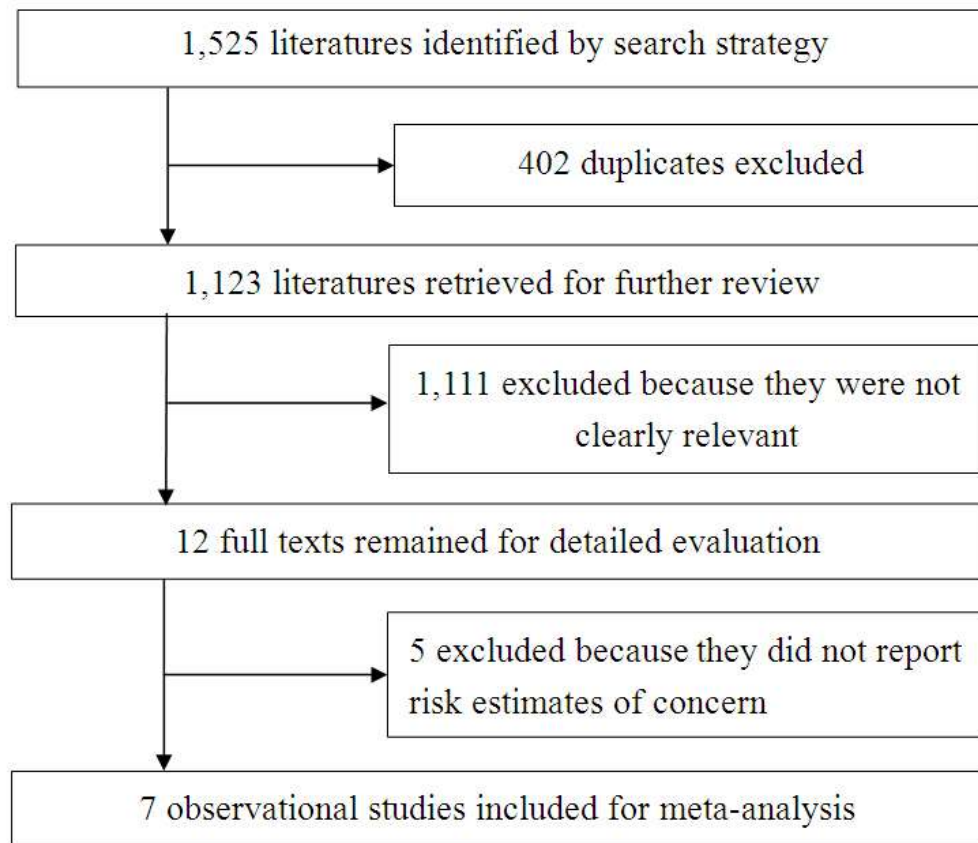 1,525 literatures identified by search strategy
402 duplicates excluded
1,123 literatures retrieved for further review
1,111 excluded because they were not
clearly relevant
12 full texts remained for detailed evaluation
5 excluded because they did not report
risk estimates of concern
7 observational studies included for meta-analysis